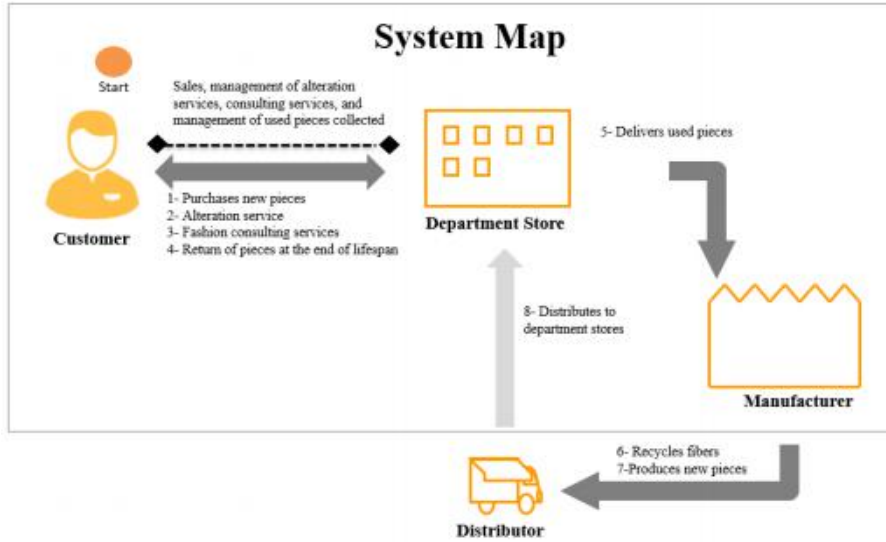 System Map
Start
Sales, management of alteration
services, consulting services, and
management of used pieces collected
1- Purchases new pieces
2- Alteration service
3- Fashion consulting services
4- Return of pieces at the end of lifespan
Customer
Department Store
5- Delivers used pieces
8- Distributes to
department stores
Manufacturer
6- Recycles fibers
7-Produces new pieces
Distributor